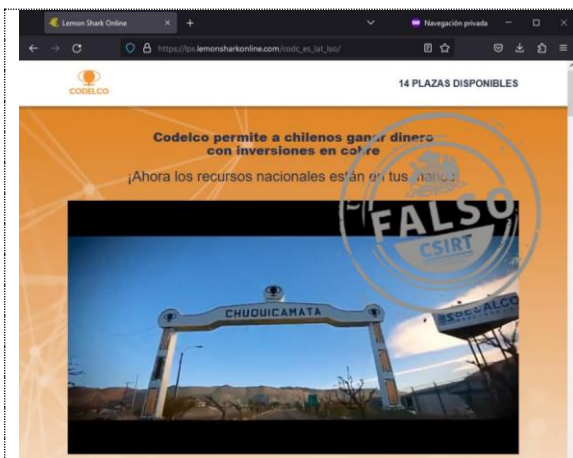 Lemon Shark Online
Navegación privada
https://lps.lemonsharkonline.com/codc_es_lat_lso/
CODELCO
14 PLAZAS DISPONIBLES
Codelco permite a chilenos ganar dinero
con inversiones en cobre
¡Ahora los recursos nacionales están en tus manos!
FALSO
CSIRT
CHUQUICAMATA